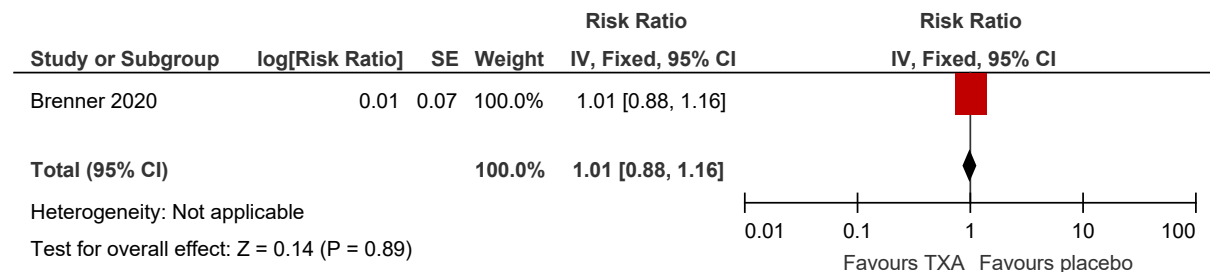 Risk Ratio Risk Ratio
Study or Subgroup log[Risk Ratio] SE Weight IV, Fixed, 95% CI IV, Fixed, 95% CI
Brenner 2020 0.01 0.07 100.0% 1.01 [0.88, 1.16]
Total (95% CI) 100.0% 1.01 [0.88, 1.16]
Heterogeneity: Not applicable
Test for overall effect: Z = 0.14 (P = 0.89)
0.01 0.1 1 10 100
Favours TXA Favours placebo